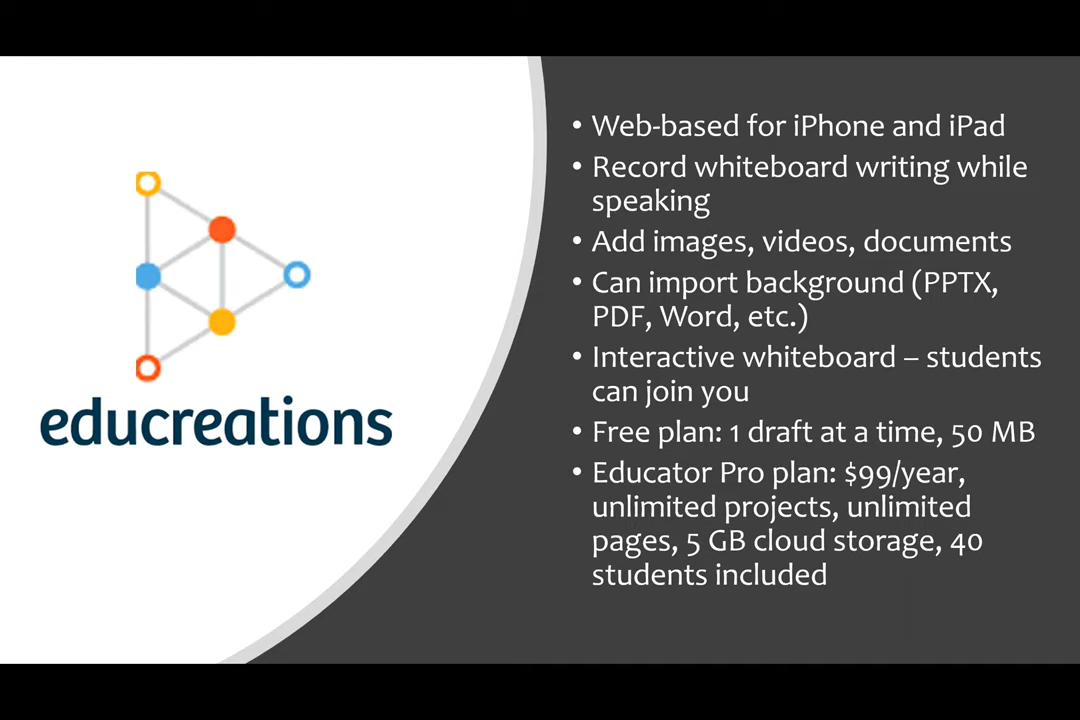 educreations
• Web-based for iPhone and iPad
• Record whiteboard writing while
speaking
• Add images, videos, documents
• Can import background (PPTX,
PDF, Word, etc.)
• Interactive whiteboard – students
can join you
• Free plan: 1 draft at a time, 50 MB
• Educator Pro plan: $99/year,
unlimited projects, unlimited
pages, 5 GB cloud storage, 40
students included